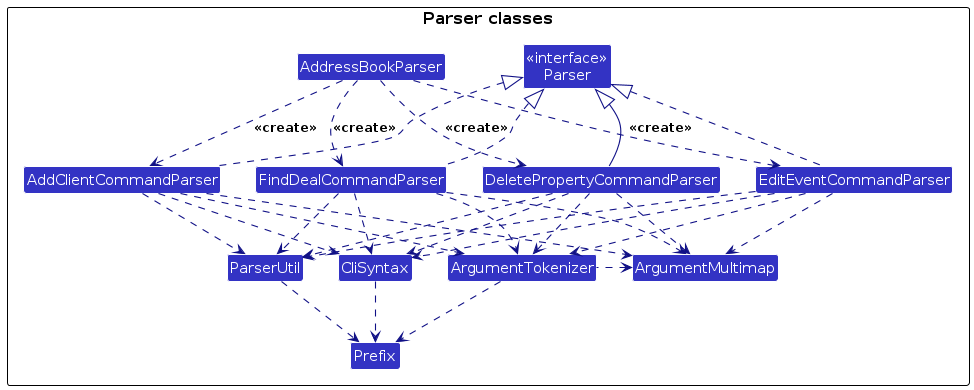 Parser classes
AddressBookParser
«interface»
Parser
«create»
«create»
«create»
«create»
AddClientCommandParser
FindDealCommandParser
DeletePropertyCommandParser
EditEventCommandParser
ParserUtil
CliSyntax
ArgumentTokenizer
ArgumentMultimap
Prefix